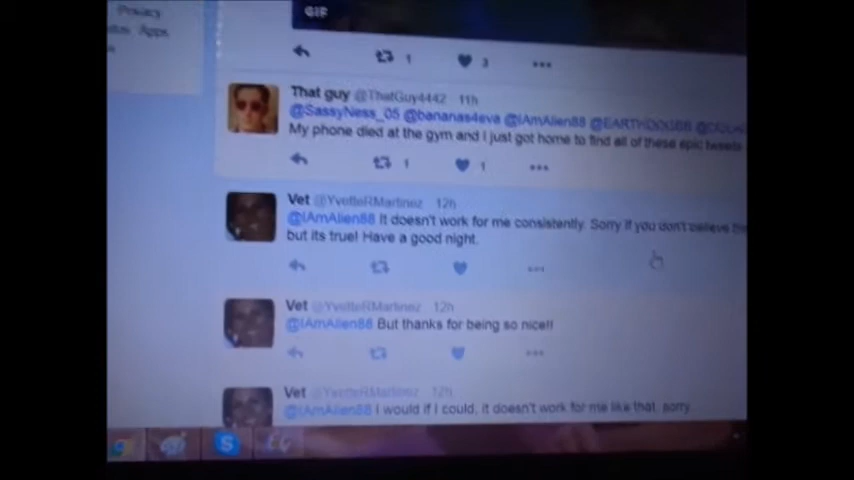 Privacy
Apps
GIF
1 3
That guy @ThatGuy4442 11h
@SassyNess_05 @bananas4eva @IAmAlien88
My phone died at the gym and I just got home to find all of these epic tweets
1 1
Vet @YvetteRMartinez 12h
@IAmAlien88 It doesn't work for me consistently. Sorry if you don't believe
but its true! Have a good night.
Vet @YvetteRMartinez 12h
@IAmAlien88 But thanks for being so nice!!
Vet @YvetteRMartinez 12h
@IAmAlien88 I would if I could, it doesn't work for me like that, sorry.